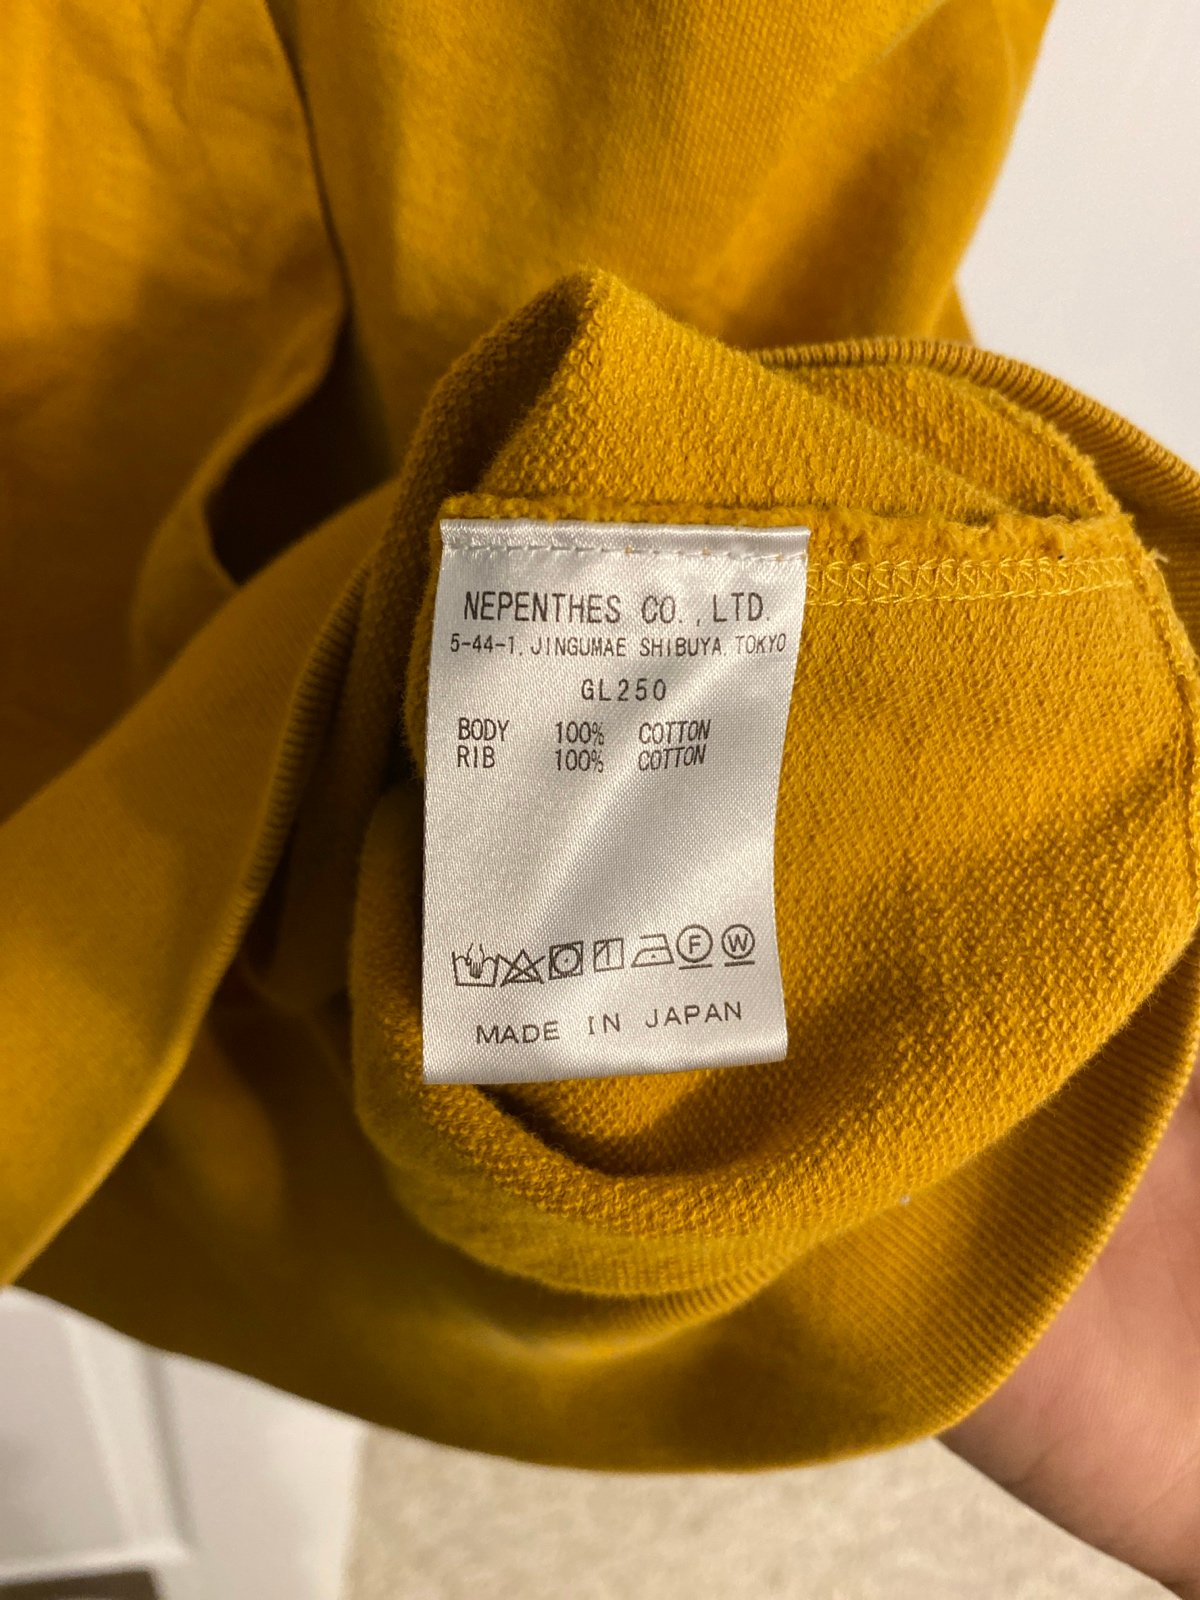 NEPENTHES CO.,LTD.
5-44-1, JINGUMAE SHIBUYA, TOKYO
GL250
BODY 100% COTTON
RIB 100% COTTON
F W
MADE IN JAPAN